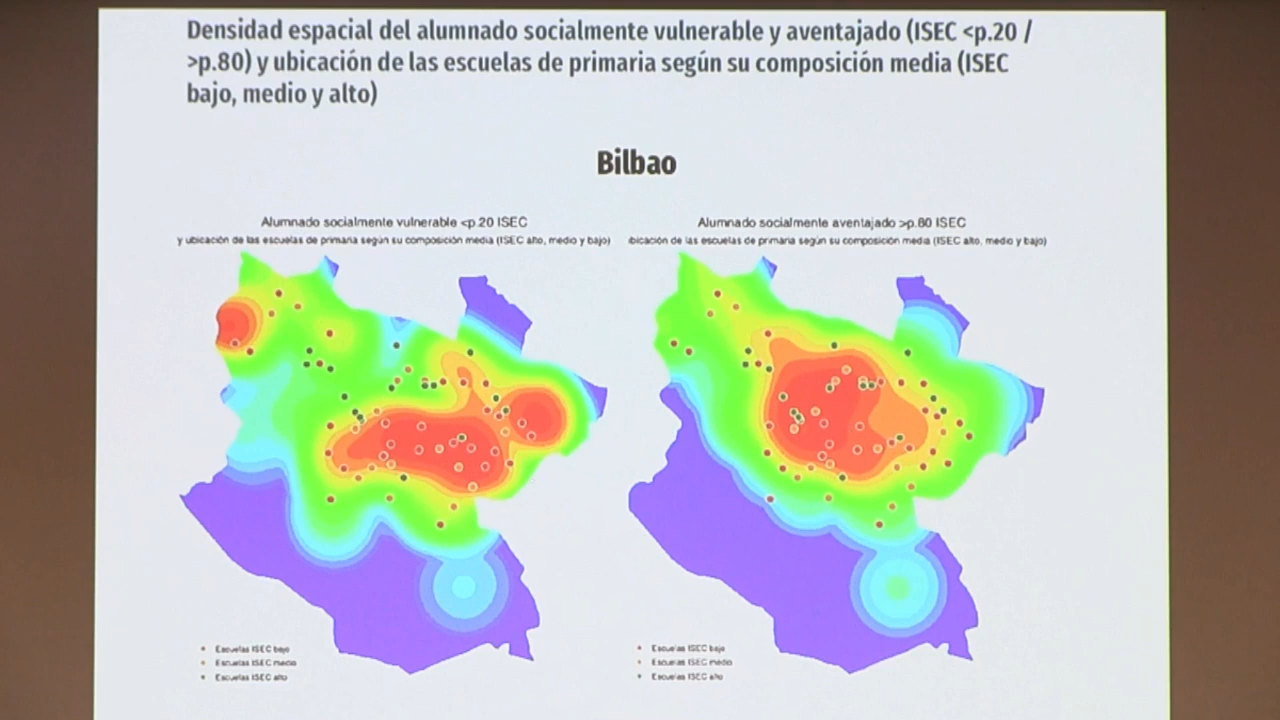 Densidad espacial del alumnado socialmente vulnerable y aventajado (ISEC <p.20 /
>p.80) y ubicación de las escuelas de primaria según su composición media (ISEC
bajo, medio y alto)
Bilbao
Alumnado socialmente vulnerable <p.20 ISEC
y ubicación de las escuelas de primaria según su composición media (ISEC alto, medio y bajo)
Alumnado socialmente aventajado >p.80 ISEC
bicación de las escuelas de primaria según su composición media (ISEC alto, medio y bajo)
Escuelas ISEC bajo
Escuelas ISEC medio
Escuelas ISEC alto
Escuelas ISEC bajo
Escuelas ISEC medio
Escuelas ISEC alto